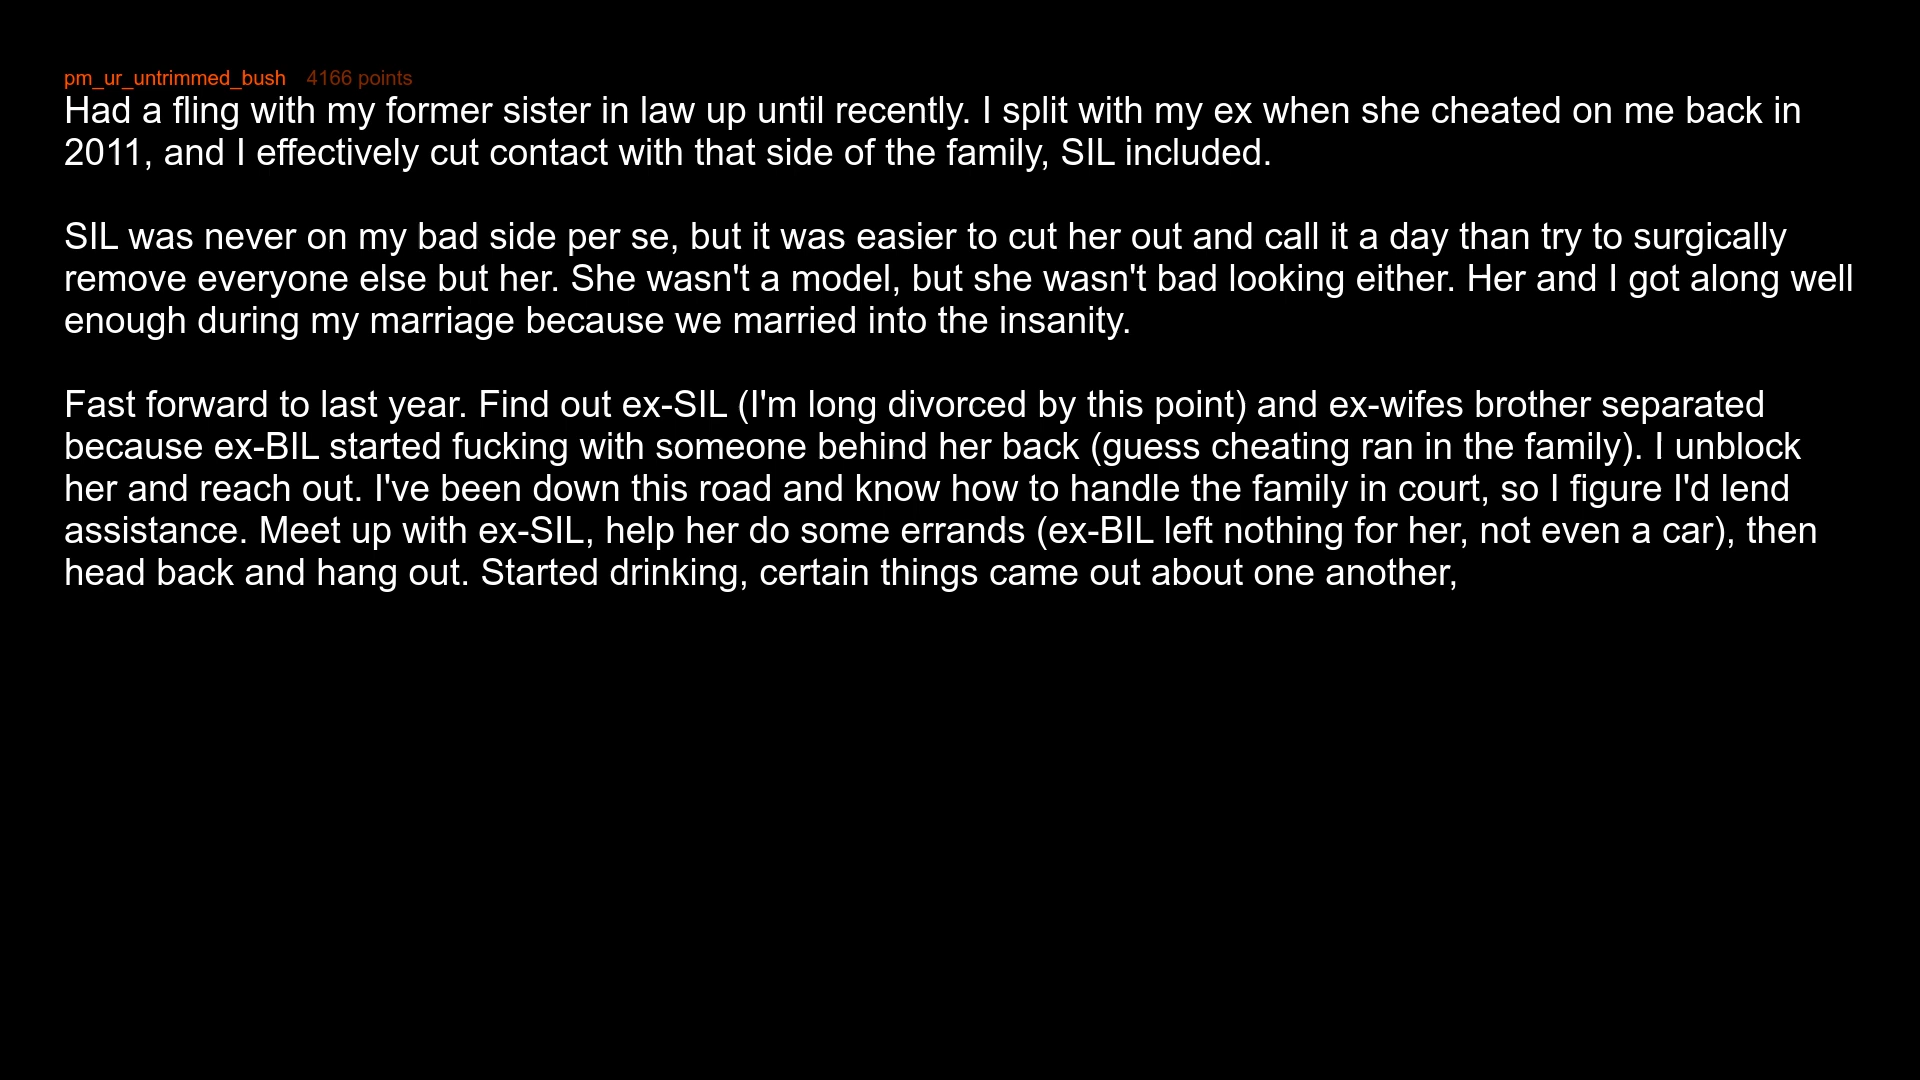 pm_ur_untrimmed_bush 4166 points
Had a fling with my former sister in law up until recently. I split with my ex when she cheated on me back in
2011, and I effectively cut contact with that side of the family, SIL included.
SIL was never on my bad side per se, but it was easier to cut her out and call it a day than try to surgically
remove everyone else but her. She wasn't a model, but she wasn't bad looking either. Her and I got along well
enough during my marriage because we married into the insanity.
Fast forward to last year. Find out ex-SIL (I'm long divorced by this point) and ex-wifes brother separated
because ex-BIL started fucking with someone behind her back (guess cheating ran in the family). I unblock
her and reach out. I've been down this road and know how to handle the family in court, so I figure I'd lend
assistance. Meet up with ex-SIL, help her do some errands (ex-BIL left nothing for her, not even a car), then
head back and hang out. Started drinking, certain things came out about one another,